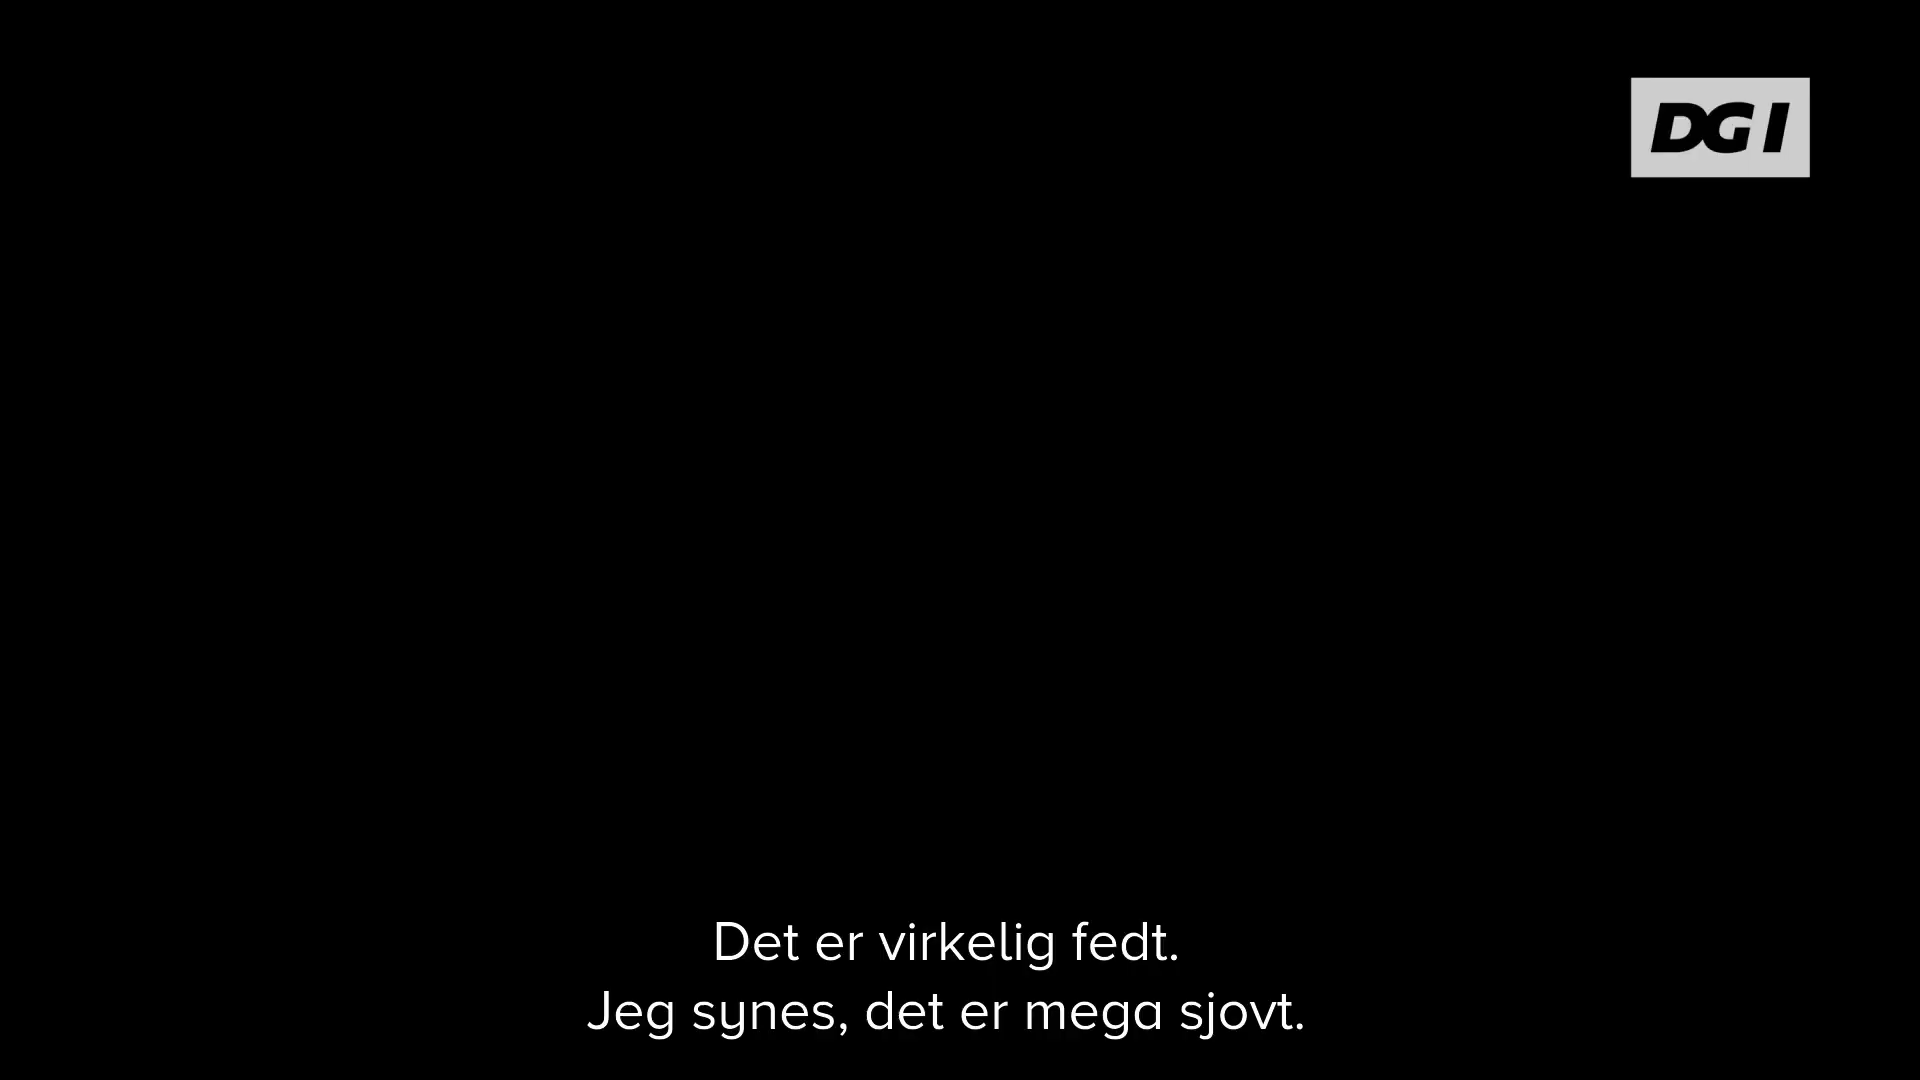 DGI
Det er virkelig fedt.
Jeg synes, det er mega sjovt.